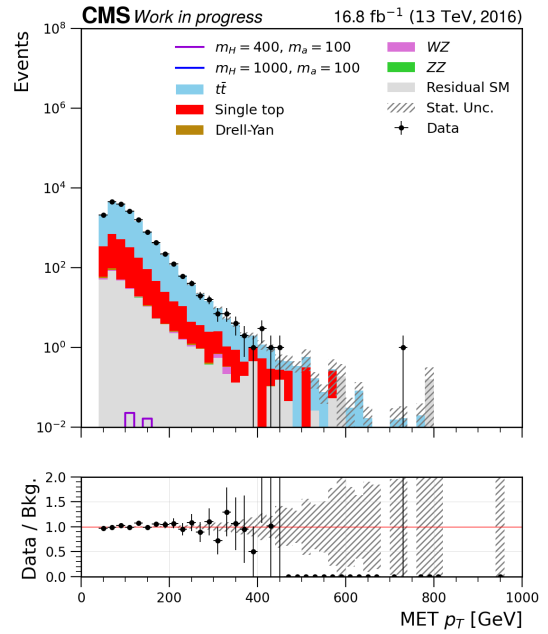 CMS Work in progress 16.8 fb⁻¹ (13 TeV, 2016)
Events
10⁸
10⁶
10⁴
10²
10⁰
10⁻²
m_H = 400, m_a = 100
m_H = 1000, m_a = 100
tt̄
Single top
Drell-Yan
WZ
ZZ
Residual SM
Stat. Unc.
Data
Data / Bkg.
2.0
1.5
1.0
0.5
0.0
0 200 400 600 800 1000
MET p_T [GeV]